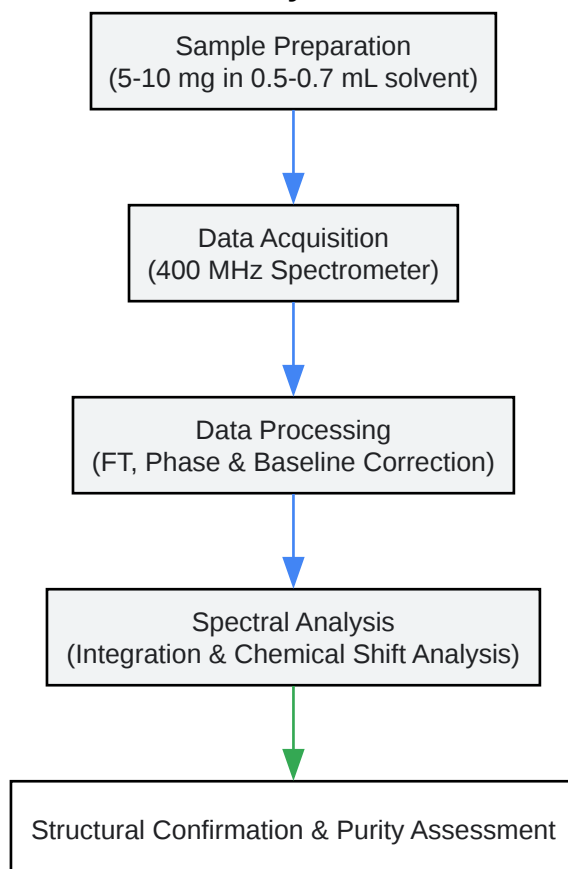 Sample Preparation
(5-10 mg in 0.5-0.7 mL solvent)
Data Acquisition
(400 MHz Spectrometer)
Data Processing
(FT, Phase & Baseline Correction)
Spectral Analysis
(Integration & Chemical Shift Analysis)
Structural Confirmation & Purity Assessment